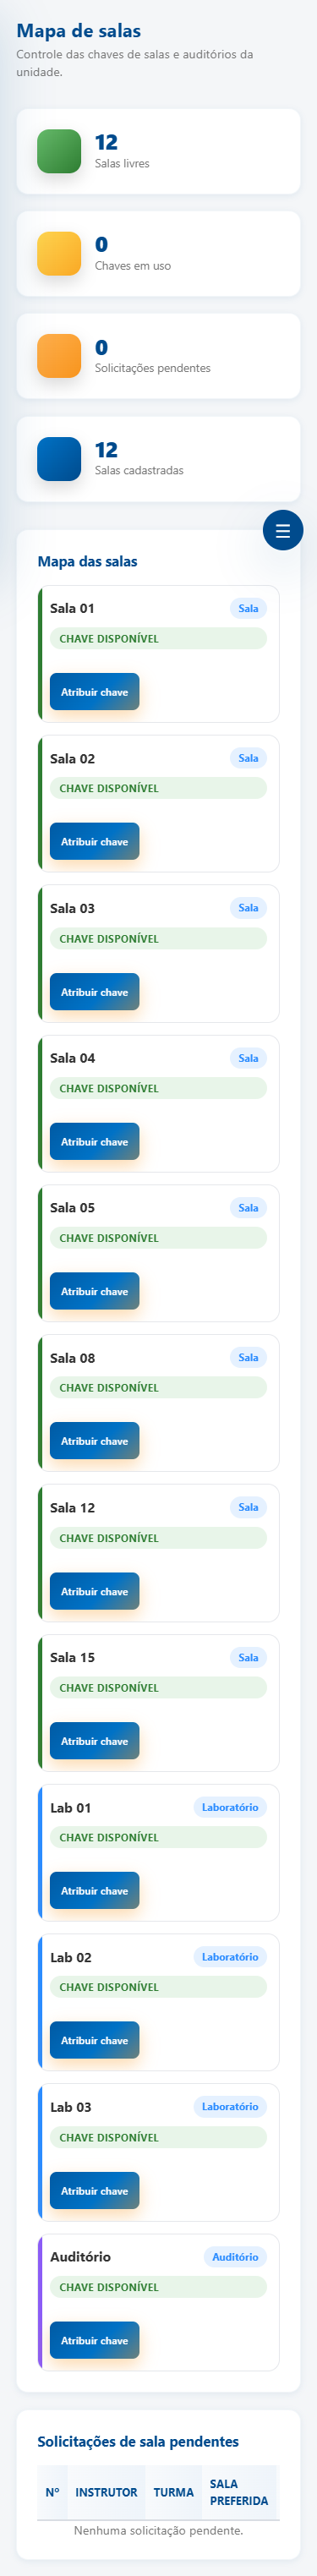 Mapa de salas
Controle das chaves de salas e auditórios da
unidade.
12
Salas livres
0
Chaves em uso
0
Solicitações pendentes
12
Salas cadastradas
Mapa das salas
Sala 01
Sala
CHAVE DISPONÍVEL
Atribuir chave
Sala 02
Sala
CHAVE DISPONÍVEL
Atribuir chave
Sala 03
Sala
CHAVE DISPONÍVEL
Atribuir chave
Sala 04
Sala
CHAVE DISPONÍVEL
Atribuir chave
Sala 05
Sala
CHAVE DISPONÍVEL
Atribuir chave
Sala 08
Sala
CHAVE DISPONÍVEL
Atribuir chave
Sala 12
Sala
CHAVE DISPONÍVEL
Atribuir chave
Sala 15
Sala
CHAVE DISPONÍVEL
Atribuir chave
Lab 01
Laboratório
CHAVE DISPONÍVEL
Atribuir chave
Lab 02
Laboratório
CHAVE DISPONÍVEL
Atribuir chave
Lab 03
Laboratório
CHAVE DISPONÍVEL
Atribuir chave
Auditório
Auditório
CHAVE DISPONÍVEL
Atribuir chave
Solicitações de sala pendentes
Nº INSTRUTOR TURMA SALA
PREFERIDA
Nenhuma solicitação pendente.